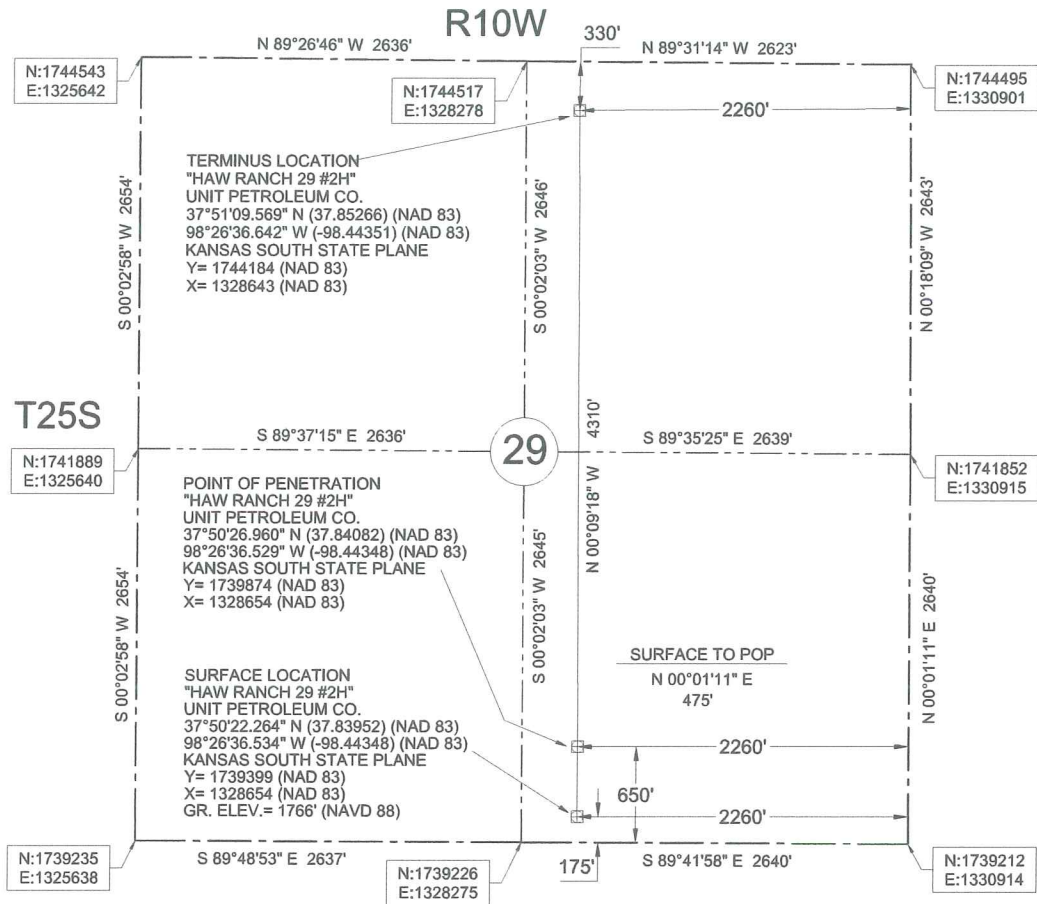 R10W
N 89°26'46" W 2636'
330'
N 89°31'14" W 2623'
N:1744543
E:1325642
N:1744517
E:1328278
N:1744495
E:1330901
2260'
TERMINUS LOCATION
"HAW RANCH 29 #2H"
UNIT PETROLEUM CO.
37°51'09.569" N (37.85266) (NAD 83)
98°26'36.642" W (-98.44351) (NAD 83)
KANSAS SOUTH STATE PLANE
Y= 1744184 (NAD 83)
X= 1328643 (NAD 83)
S 00°02'58" W 2654'
S 00°02'03" W 2646'
N 00°18'09" W 2643'
T25S
S 89°37'15" E 2636'
29
N 00°09'18" W 4310'
S 89°35'25" E 2639'
N:1741889
E:1325640
N:1741852
E:1330915
POINT OF PENETRATION
"HAW RANCH 29 #2H"
UNIT PETROLEUM CO.
37°50'26.960" N (37.84082) (NAD 83)
98°26'36.529" W (-98.44348) (NAD 83)
KANSAS SOUTH STATE PLANE
Y= 1739874 (NAD 83)
X= 1328654 (NAD 83)
S 00°02'58" W 2654'
S 00°02'03" W 2645'
N 00°01'11" E 2640'
SURFACE TO POP
N 00°01'11" E
475'
SURFACE LOCATION
"HAW RANCH 29 #2H"
UNIT PETROLEUM CO.
37°50'22.264" N (37.83952) (NAD 83)
98°26'36.534" W (-98.44348) (NAD 83)
KANSAS SOUTH STATE PLANE
Y= 1739399 (NAD 83)
X= 1328654 (NAD 83)
GR. ELEV.= 1766' (NAVD 88)
2260'
650'
2260'
N:1739235
E:1325638
S 89°48'53" E 2637'
N:1739226
E:1328275
175'
S 89°41'58" E 2640'
N:1739212
E:1330914